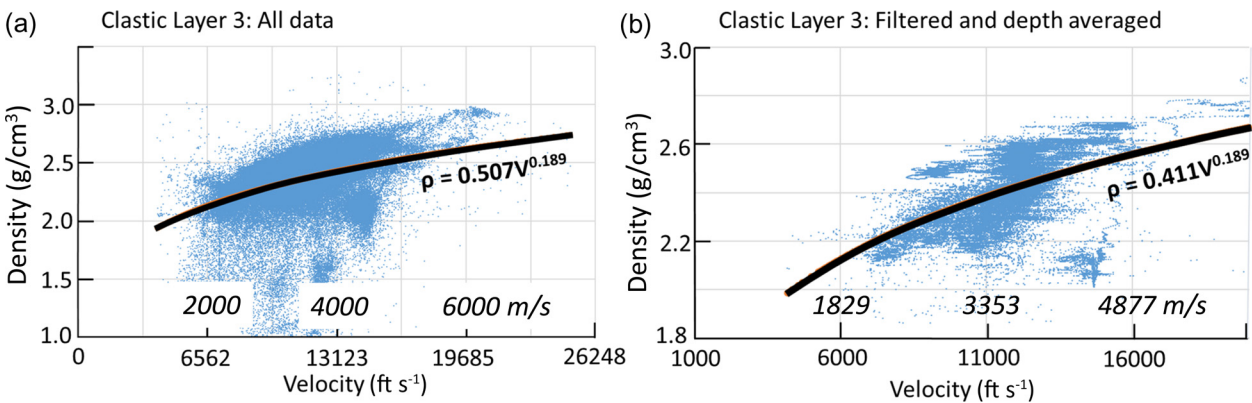 (a) Clastic Layer 3: All data
Density (g/cm³)
3.0
2.5
2.0
1.5
1.0
ρ = 0.507V^0.189
2000 4000 6000 m/s
0 6562 13123 19685 26248
Velocity (ft s⁻¹)
(b) Clastic Layer 3: Filtered and depth averaged
Density (g/cm³)
3.0
2.6
2.2
1.8
ρ = 0.411V^0.189
1829 3353 4877 m/s
1000 6000 11000 16000
Velocity (ft s⁻¹)